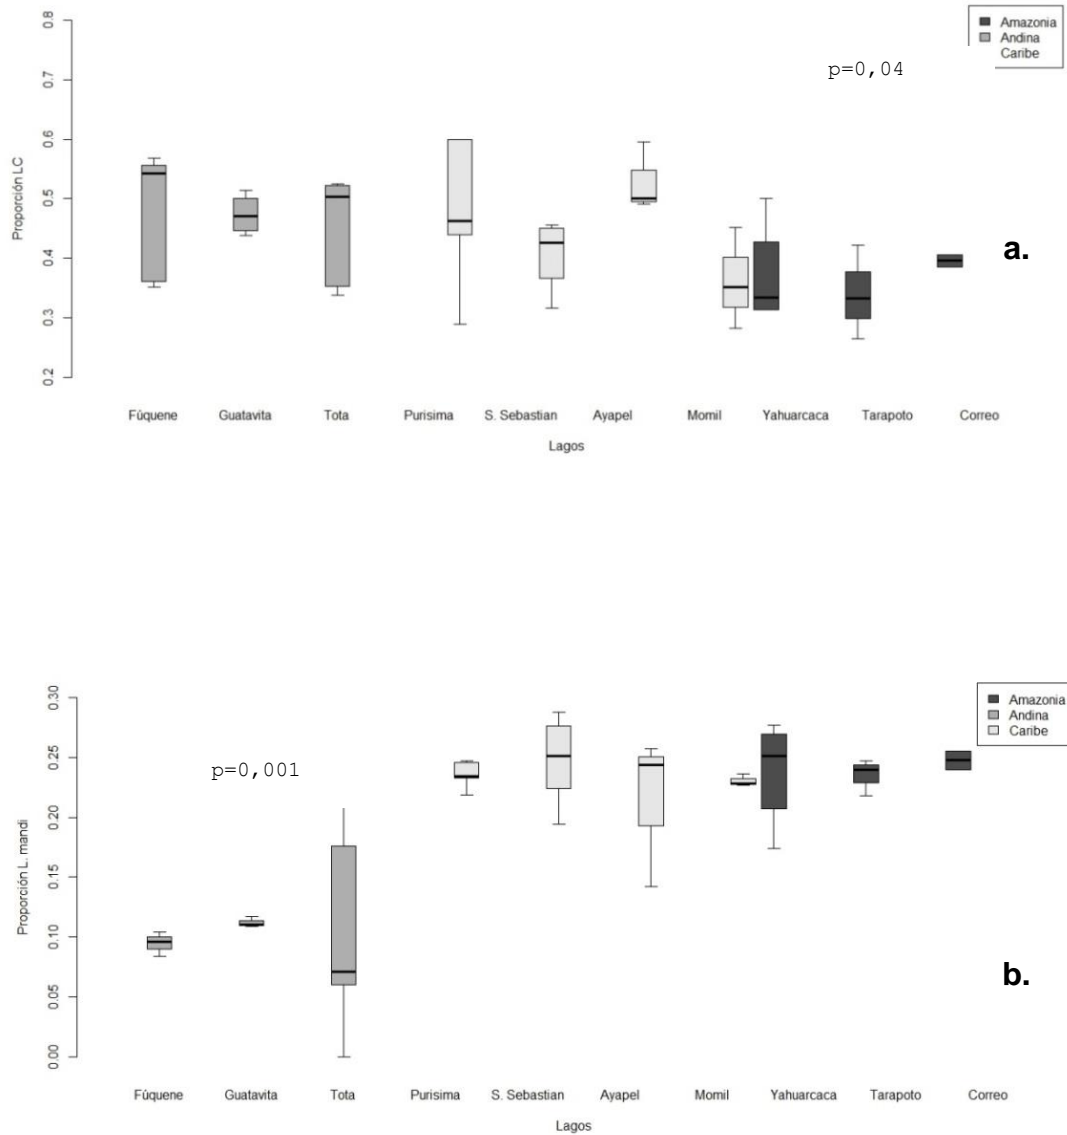 Amazonia
Andina
Caribe
p=0,04
0.8
0.7
0.6
0.5
0.4
0.3
0.2
Proporción LC
a.
Fúquene Guatavita Tota Purisima S. Sebastian Ayapel Momil Yahuarcaca Tarapoto Correo
Lagos
Amazonia
Andina
Caribe
p=0,001
0.30
0.25
0.20
0.15
0.10
0.05
0.00
Proporción L. mandi
b.
Fúquene Guatavita Tota Purisima S. Sebastian Ayapel Momil Yahuarcaca Tarapoto Correo
Lagos